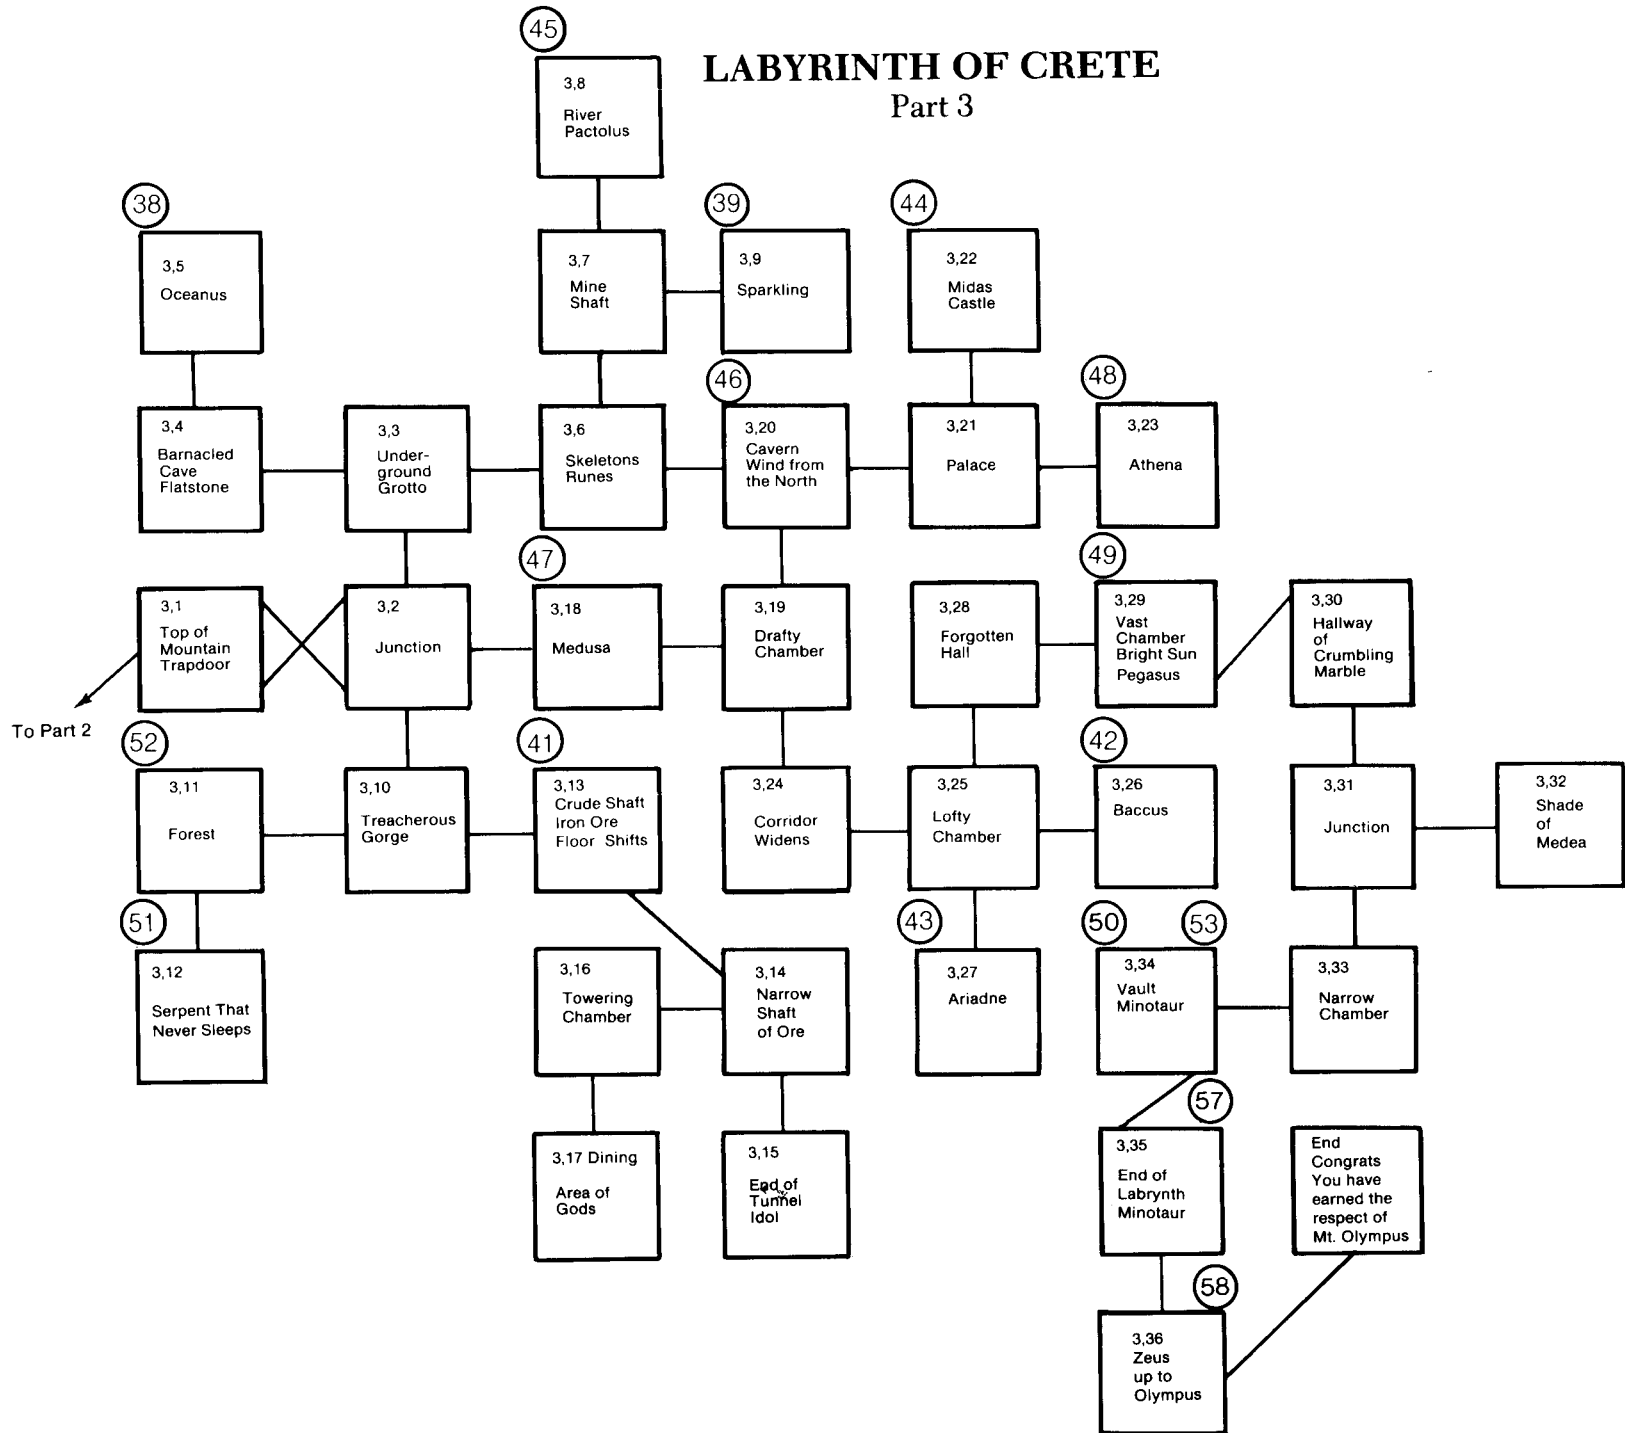 LABYRINTH OF CRETE
Part 3
45
3,8
River
Pactolus
38
3,5
Oceanus
3,7
Mine
Shaft
39
3,9
Sparkling
44
3,22
Midas
Castle
3,4
Barnacled
Cave
Flatstone
3,3
Under-
ground
Grotto
3,6
Skeletons
Runes
46
3,20
Cavern
Wind from
the North
3,21
Palace
48
3,23
Athena
3,1
Top of
Mountain
Trapdoor
To Part 2
3,2
Junction
47
3,18
Medusa
3,19
Drafty
Chamber
3,28
Forgotten
Hall
49
3,29
Vast
Chamber
Bright Sun
Pegasus
3,30
Hallway
of
Crumbling
Marble
52
3,11
Forest
3,10
Treacherous
Gorge
41
3,13
Crude Shaft
Iron Ore
Floor Shifts
3,24
Corridor
Widens
3,25
Lofty
Chamber
42
3,26
Baccus
3,31
Junction
3,32
Shade
of
Medea
51
3,12
Serpent That
Never Sleeps
3,16
Towering
Chamber
3,14
Narrow
Shaft
of Ore
43
3,27
Ariadne
50
53
3,34
Vault
Minotaur
3,33
Narrow
Chamber
3,17 Dining
Area of
Gods
3,15
End of
Tunnel
Idol
57
3,35
End of
Labrynth
Minotaur
End
Congrats
You have
earned the
respect of
Mt. Olympus
58
3,36
Zeus
up to
Olympus